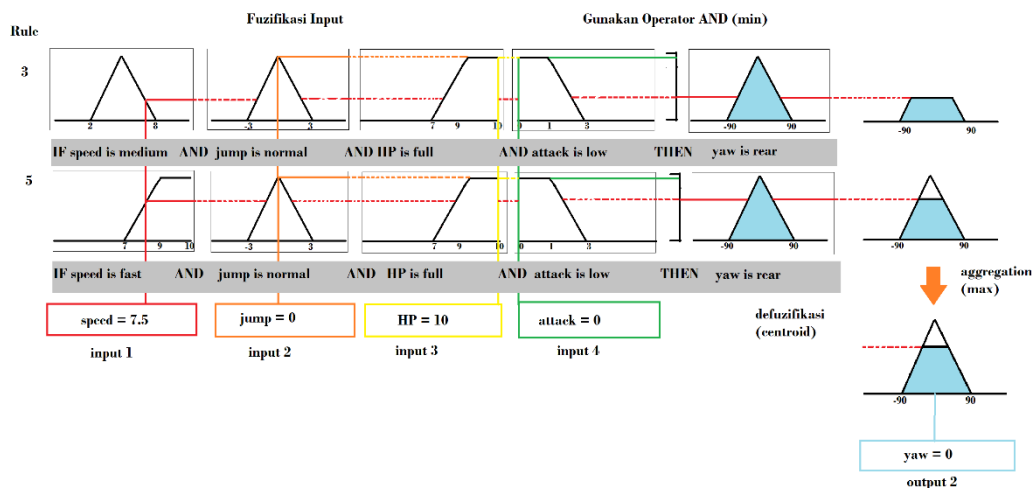 Fuzifikasi Input
Gunakan Operator AND (min)
Rule
3
2 8
-3 3
7 9 10
0 1 3
-90 90
-90 90
IF speed is medium AND jump is normal AND HP is full AND attack is low THEN yaw is rear
5
7 9 10
-3 3
7 9 10
0 1 3
-90 90
-90 90
IF speed is fast AND jump is normal AND HP is full AND attack is low THEN yaw is rear
aggregation
(max)
speed = 7.5
jump = 0
HP = 10
attack = 0
defuzifikasi
(centroid)
input 1
input 2
input 3
input 4
-90 90
yaw = 0
output 2